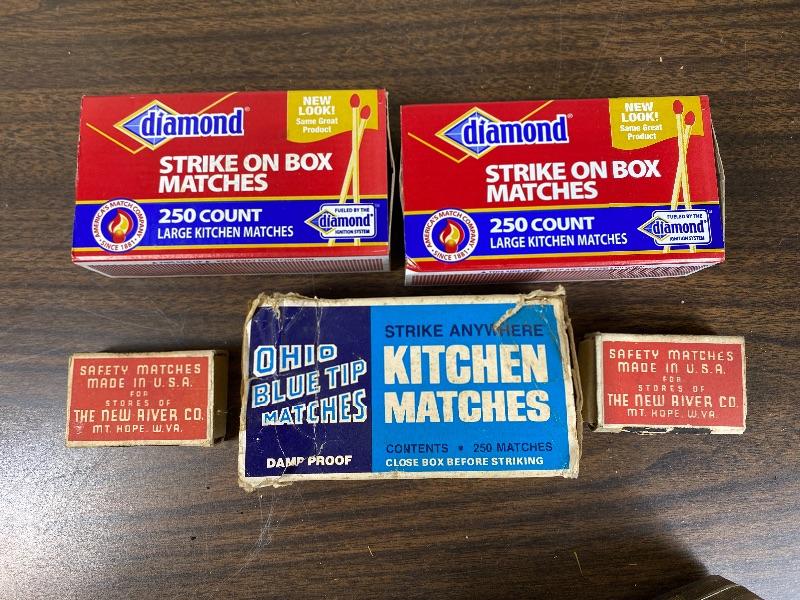 diamond
NEW LOOK!
Same Great Product
STRIKE ON BOX
MATCHES
AMERICA'S MATCH COMPANY
SINCE 1881
250 COUNT
LARGE KITCHEN MATCHES
FUELED BY THE
diamond
IGNITION SYSTEM
diamond
NEW LOOK!
Same Great Product
STRIKE ON BOX
MATCHES
AMERICA'S MATCH COMPANY
SINCE 1881
250 COUNT
LARGE KITCHEN MATCHES
FUELED BY THE
diamond
IGNITION SYSTEM
SAFETY MATCHES
MADE IN U.S.A.
FOR
STORES OF
THE NEW RIVER CO.
MT. HOPE, W.VA.
OHIO
BLUE TIP
MATCHES
DAMP PROOF
STRIKE ANYWHERE
KITCHEN
MATCHES
CONTENTS • 250 MATCHES
CLOSE BOX BEFORE STRIKING
SAFETY MATCHES
MADE IN U.S.A.
FOR
STORES OF
THE NEW RIVER CO.
MT. HOPE, W.VA.